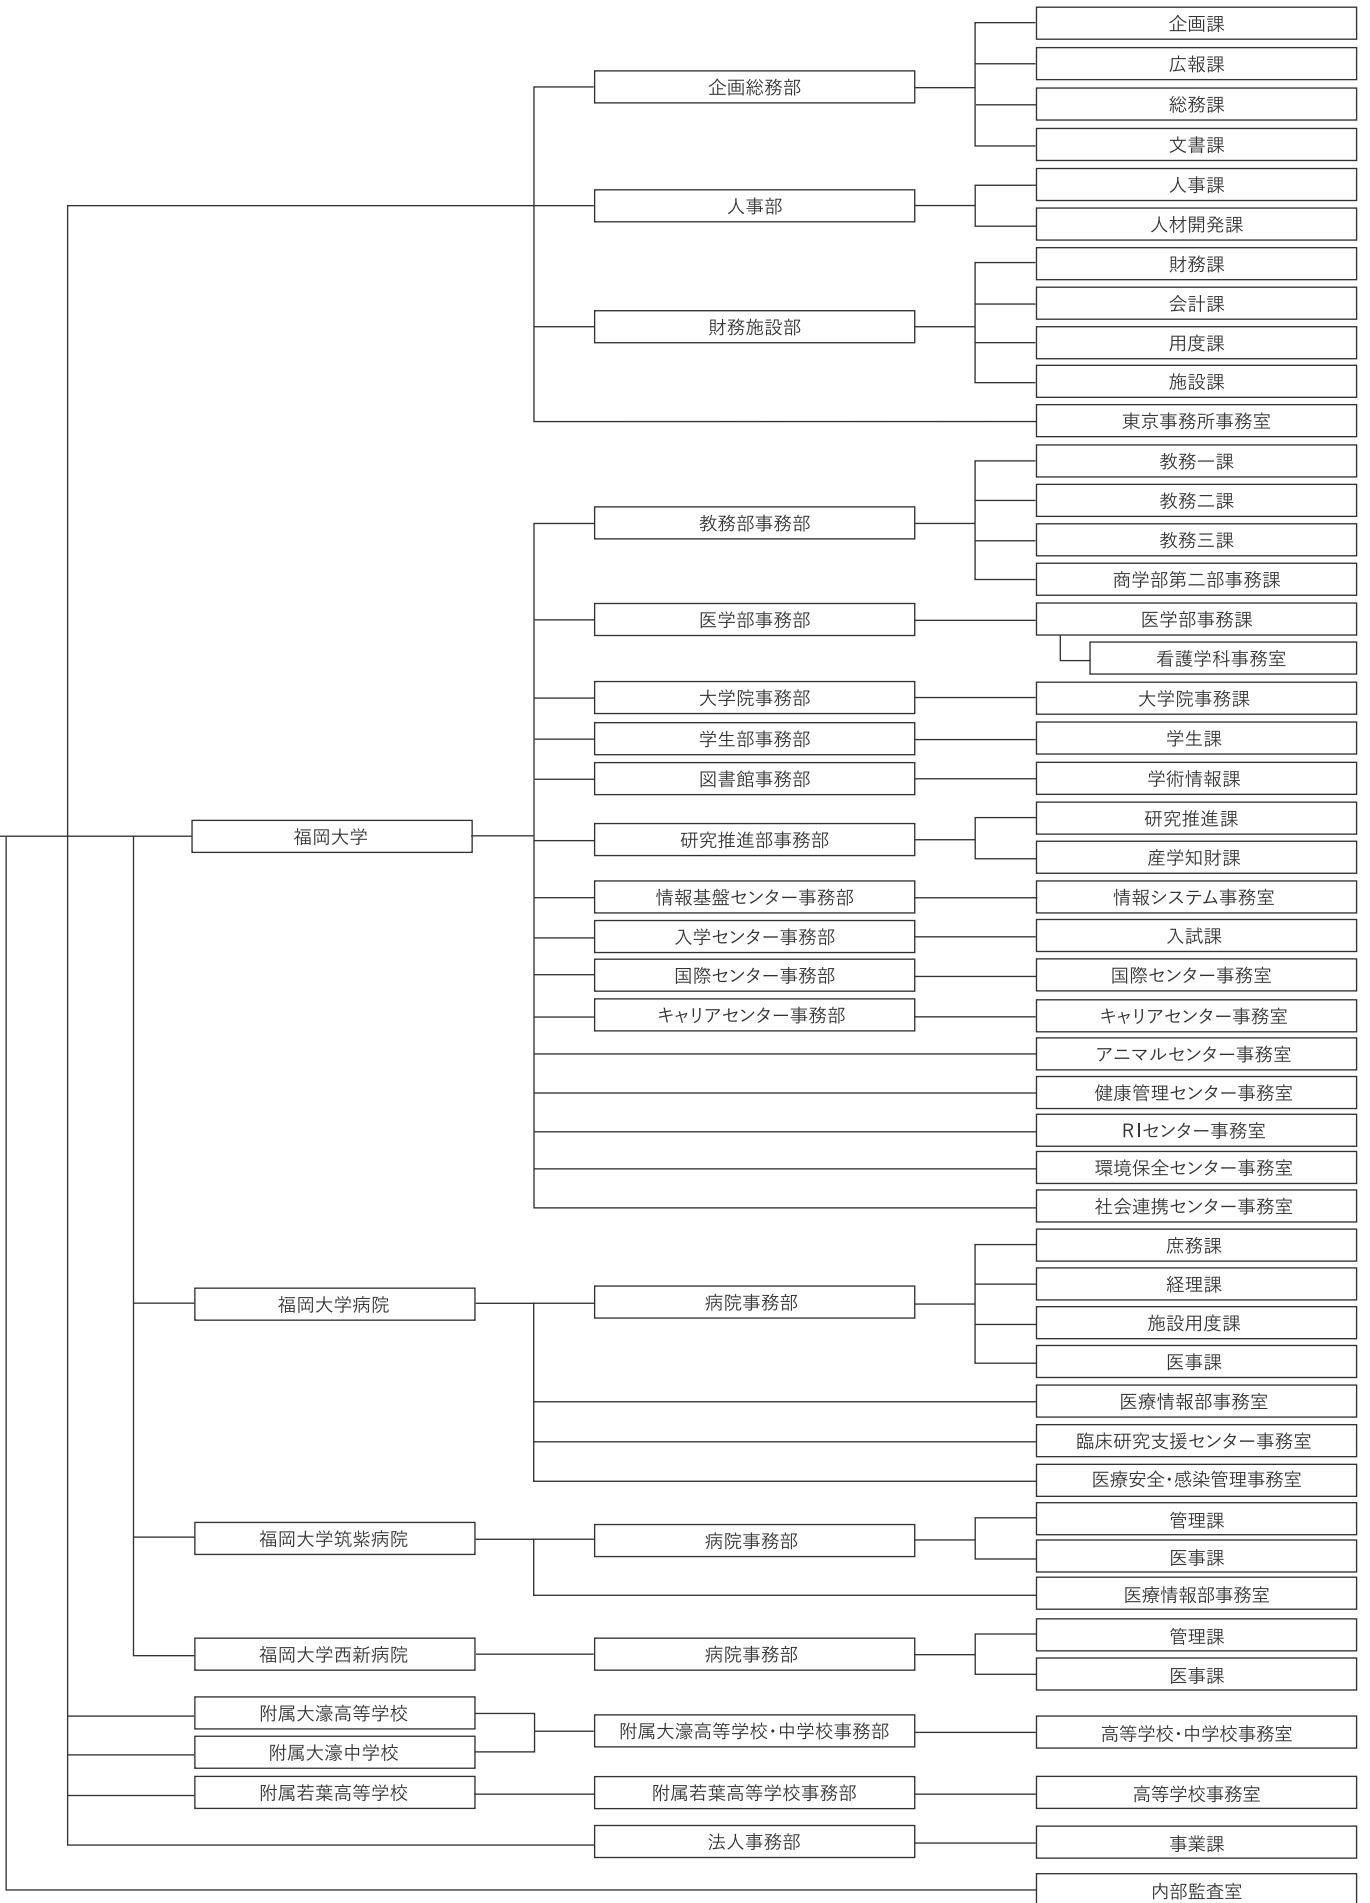 企画課
広報課
企画総務部
総務課
文書課
人事課
人事部
人材開発課
財務課
会計課
財務施設部
用度課
施設課
東京事務所事務室
教務一課
教務二課
教務部事務部
教務三課
商学部第二部事務課
医学部事務部
医学部事務課
看護学科事務室
大学院事務部
大学院事務課
学生部事務部
学生課
図書館事務部
学術情報課
福岡大学
研究推進部事務部
研究推進課
産学知財課
情報基盤センター事務部
情報システム事務室
入学センター事務部
入試課
国際センター事務部
国際センター事務室
キャリアセンター事務部
キャリアセンター事務室
アニマルセンター事務室
健康管理センター事務室
RIセンター事務室
環境保全センター事務室
社会連携センター事務室
庶務課
経理課
福岡大学病院
病院事務部
施設用度課
医事課
医療情報部事務室
臨床研究支援センター事務室
医療安全・感染管理事務室
管理課
福岡大学筑紫病院
病院事務部
医事課
医療情報部事務室
管理課
福岡大学西新病院
病院事務部
医事課
附属大濠高等学校
附属大濠中学校
附属大濠高等学校・中学校事務部
高等学校・中学校事務室
附属若葉高等学校
附属若葉高等学校事務部
高等学校事務室
法人事務部
事業課
内部監査室